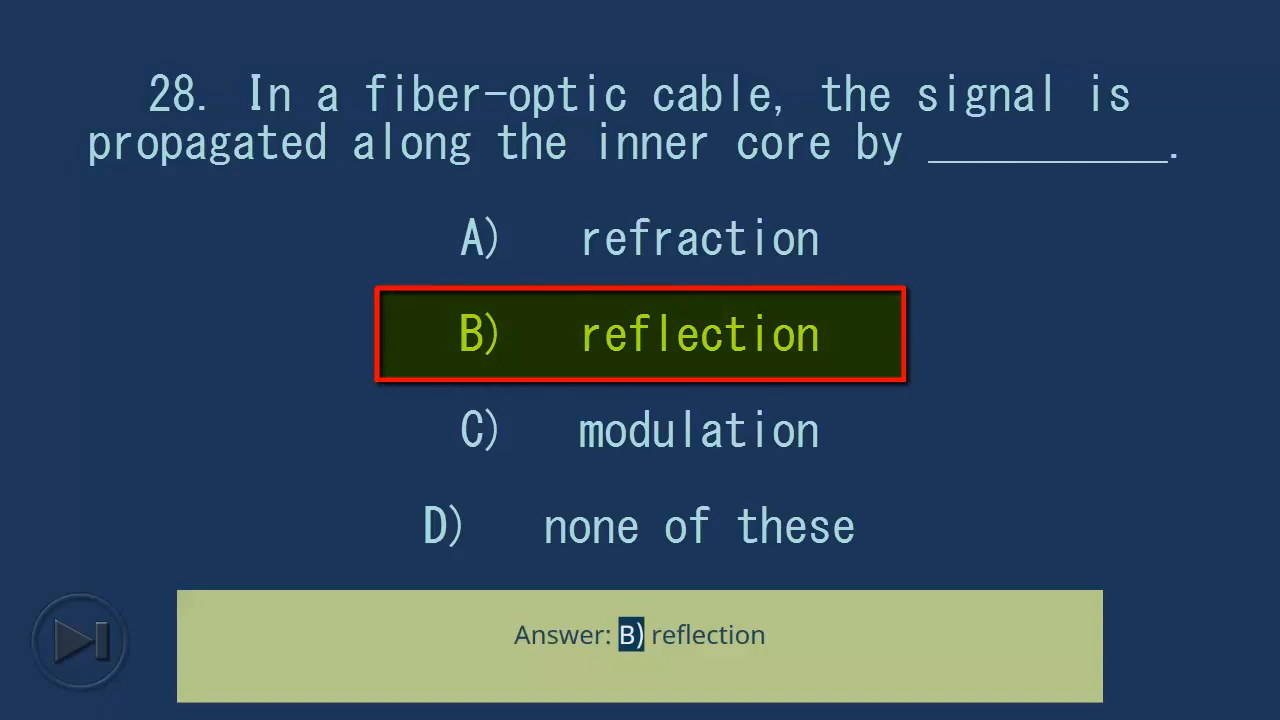 28. In a fiber-optic cable, the signal is
propagated along the inner core by __________.
A) refraction
B) reflection
C) modulation
D) none of these
Answer: B) reflection